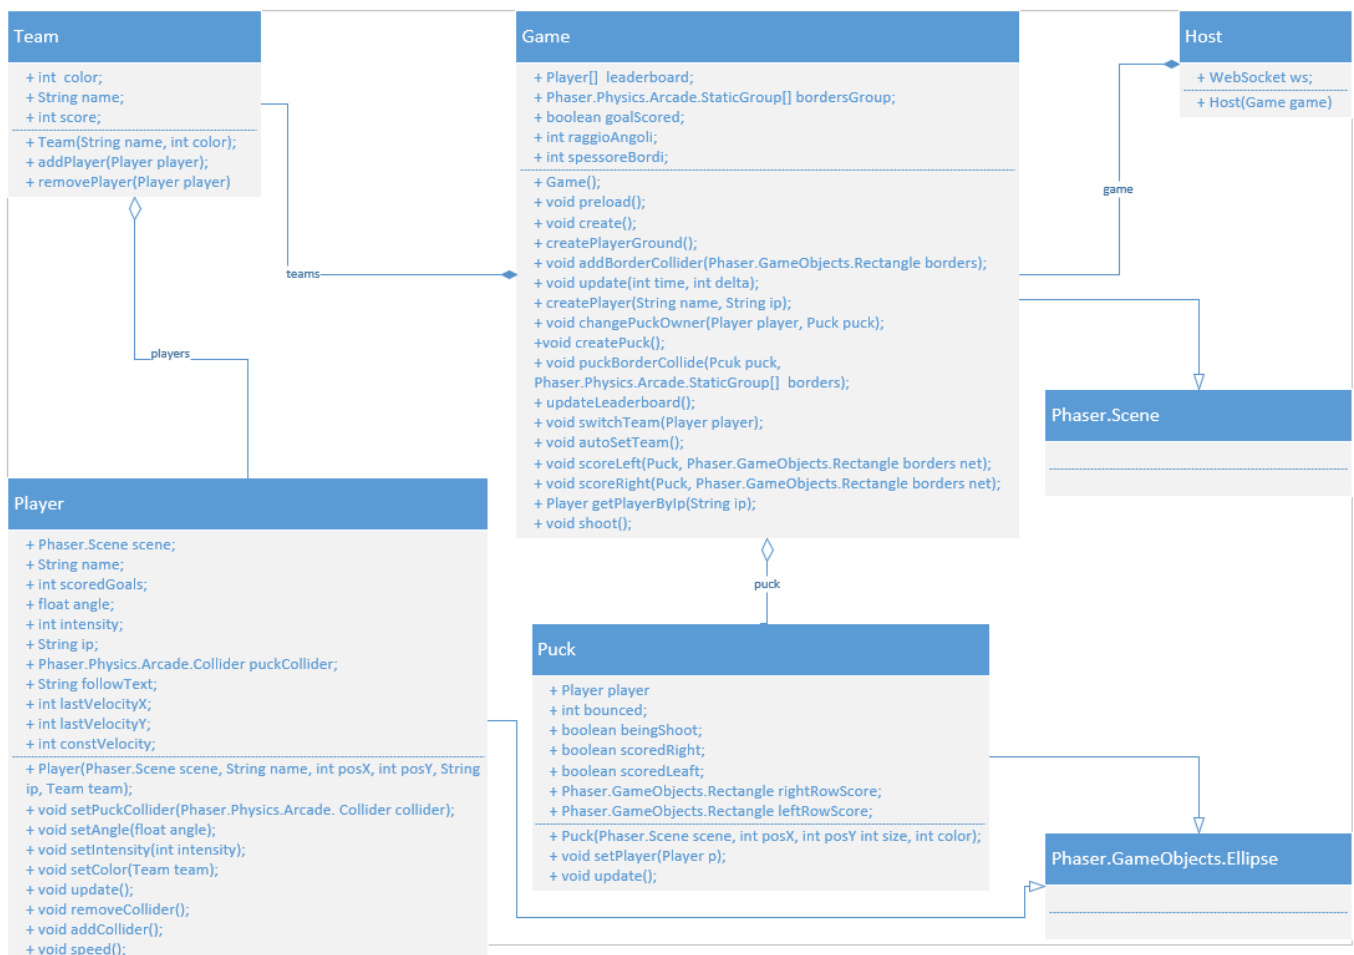 Team
+ int  color;
+ String name;
+ int score;
+ Team(String name, int color);
+ addPlayer(Player player);
+ removePlayer(Player player)
Game
+ Player[]  leaderboard;
+ Phaser.Physics.Arcade.StaticGroup[] bordersGroup;
+ boolean goalScored;
+ int raggioAngoli;
+ int spessoreBordi;
+ Game();
+ void preload();
+ void create();
+ createPlayerGround();
+ void addBorderCollider(Phaser.GameObjects.Rectangle borders);
+ void update(int time, int delta);
+ createPlayer(String name, String ip);
+ void changePuckOwner(Player player, Puck puck);
+void createPuck();
+ void puckBorderCollide(Pcuk puck,
Phaser.Physics.Arcade.StaticGroup[]  borders);
+ updateLeaderboard();
+ void switchTeam(Player player);
+ void autoSetTeam();
+ void scoreLeft(Puck, Phaser.GameObjects.Rectangle borders net);
+ void scoreRight(Puck, Phaser.GameObjects.Rectangle borders net);
+ Player getPlayerByIp(String ip);
+ void shoot();
Host
+ WebSocket ws;
+ Host(Game game)
game
teams
players
Phaser.Scene
Player
+ Phaser.Scene scene;
+ String name;
+ int scoredGoals;
+ float angle;
+ int intensity;
+ String ip;
+ Phaser.Physics.Arcade.Collider puckCollider;
+ String followText;
+ int lastVelocityX;
+ int lastVelocityY;
+ int constVelocity;
+ Player(Phaser.Scene scene, String name, int posX, int posY, String
ip, Team team);
+ void setPuckCollider(Phaser.Physics.Arcade. Collider collider);
+ void setAngle(float angle);
+ void setIntensity(int intensity);
+ void setColor(Team team);
+ void update();
+ void removeCollider();
+ void addCollider();
+ void speed();
puck
Puck
+ Player player
+ int bounced;
+ boolean beingShoot;
+ boolean scoredRight;
+ boolean scoredLeaft;
+ Phaser.GameObjects.Rectangle rightRowScore;
+ Phaser.GameObjects.Rectangle leftRowScore;
+ Puck(Phaser.Scene scene, int posX, int posY int size, int color);
+ void setPlayer(Player p);
+ void update();
Phaser.GameObjects.Ellipse